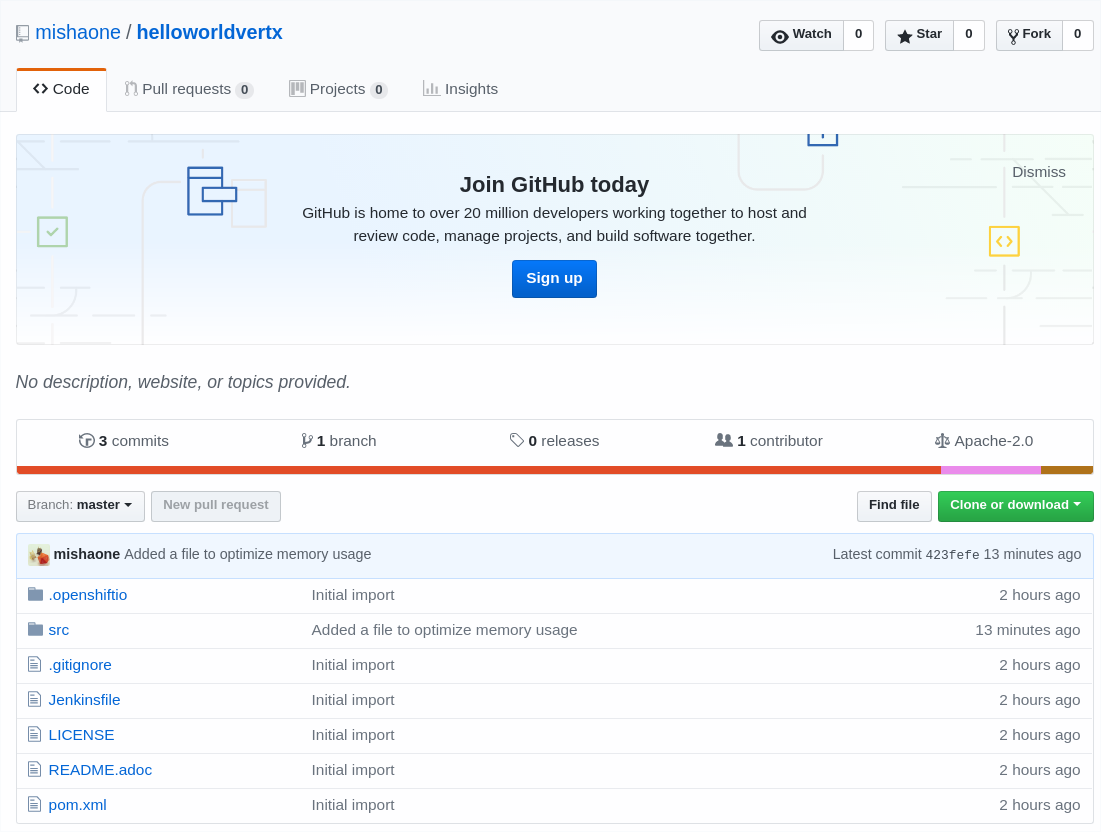 mishaone / helloworldvertx
Watch 0 Star 0 Fork 0
Code Pull requests 0 Projects 0 Insights
Join GitHub today
Dismiss
GitHub is home to over 20 million developers working together to host and
review code, manage projects, and build software together.
Sign up
No description, website, or topics provided.
3 commits 1 branch 0 releases 1 contributor Apache-2.0
Branch: master New pull request Find file Clone or download
mishaone Added a file to optimize memory usage Latest commit 423fefe 13 minutes ago
.openshiftio Initial import 2 hours ago
src Added a file to optimize memory usage 13 minutes ago
.gitignore Initial import 2 hours ago
Jenkinsfile Initial import 2 hours ago
LICENSE Initial import 2 hours ago
README.adoc Initial import 2 hours ago
pom.xml Initial import 2 hours ago